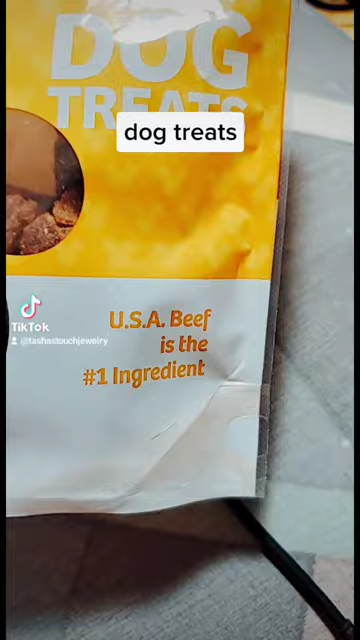 DOG
TREATS
dog treats
TikTok
@tashastouchjewelry
U.S.A. Beef
is the
#1 Ingredient